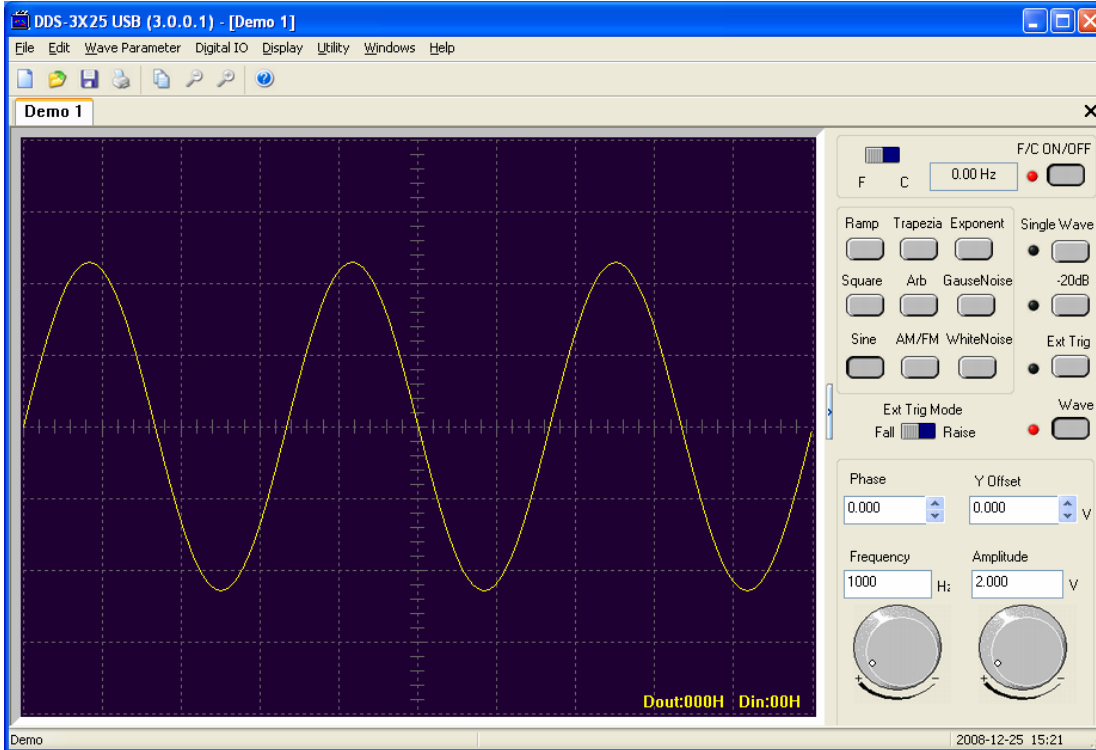 DDS-3X25 USB (3.0.0.1) - [Demo 1]
File Edit Wave Parameter Digital IO Display Utility Windows Help
Demo 1
F/C ON/OFF
F C 0.00 Hz
Ramp Trapezia Exponent Single Wave
Square Arb GauseNoise -20dB
Sine AM/FM WhiteNoise Ext Trig
Ext Trig Mode Wave
Fall Raise
Phase Y Offset
0.000 0.000 V
Frequency Amplitude
1000 Hz 2.000 V
Dout:000H Din:00H
Demo 2008-12-25 15:21